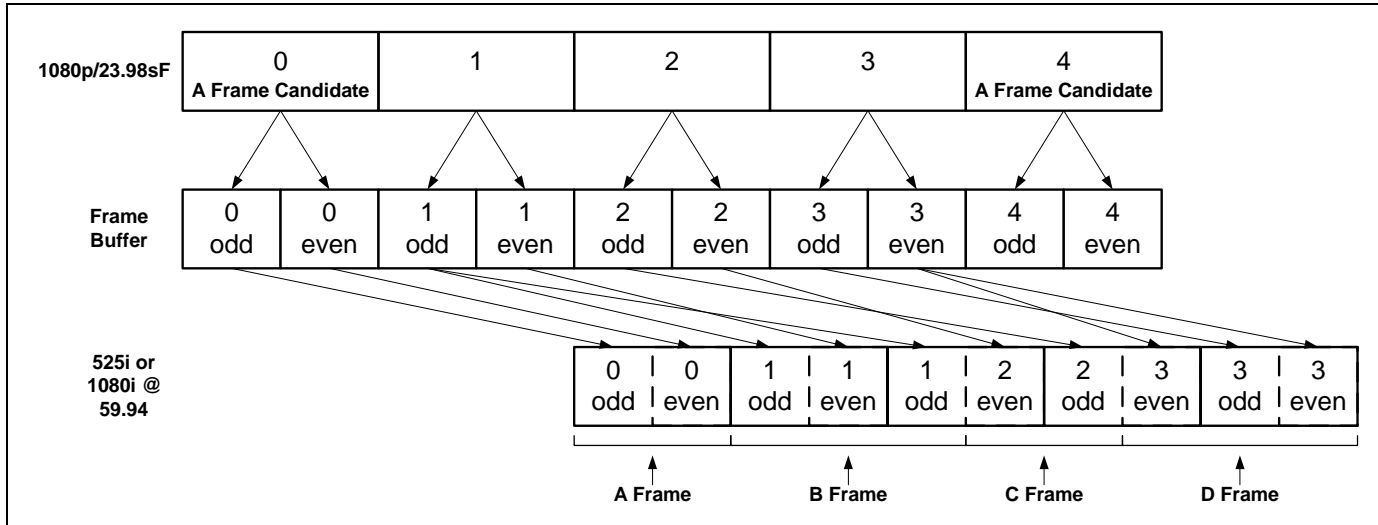 1080p/23.98sF
0
A Frame Candidate
1
2
3
4
A Frame Candidate
Frame
Buffer
0
odd
0
even
1
odd
1
even
2
odd
2
even
3
odd
3
even
4
odd
4
even
525i or
1080i @
59.94
0
odd
0
even
1
odd
1
even
1
odd
2
even
2
odd
3
even
3
odd
3
even
A Frame
B Frame
C Frame
D Frame